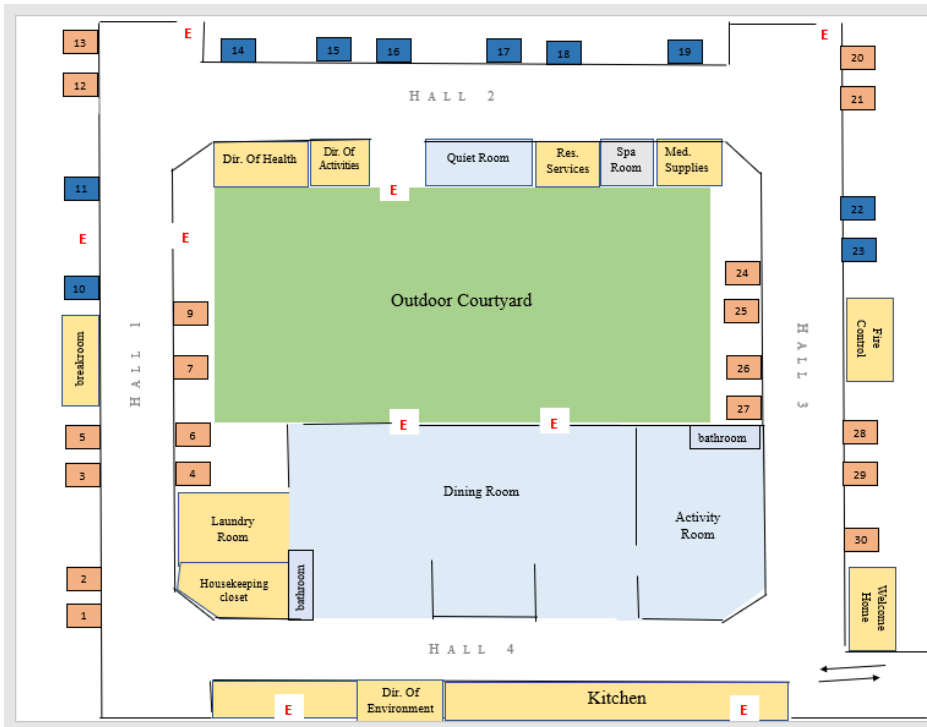 E
E
13
14
15
16
17
18
19
20
12
21
HALL 2
Dir. Of Health
Dir. Of
Activities
Quiet Room
Res.
Services
Spa
Room
Med.
Supplies
11
E
22
E
E
23
10
24
9
25
Outdoor Courtyard
breakroom
HALL 1
HALL 3
Fire
Control
7
26
27
5
6
E
E
bathroom
28
3
4
29
Dining Room
Activity
Room
Laundry
Room
30
2
Housekeeping
closet
bathroom
Welcome
Home
1
HALL 4
E
Dir. Of
Environment
Kitchen
E